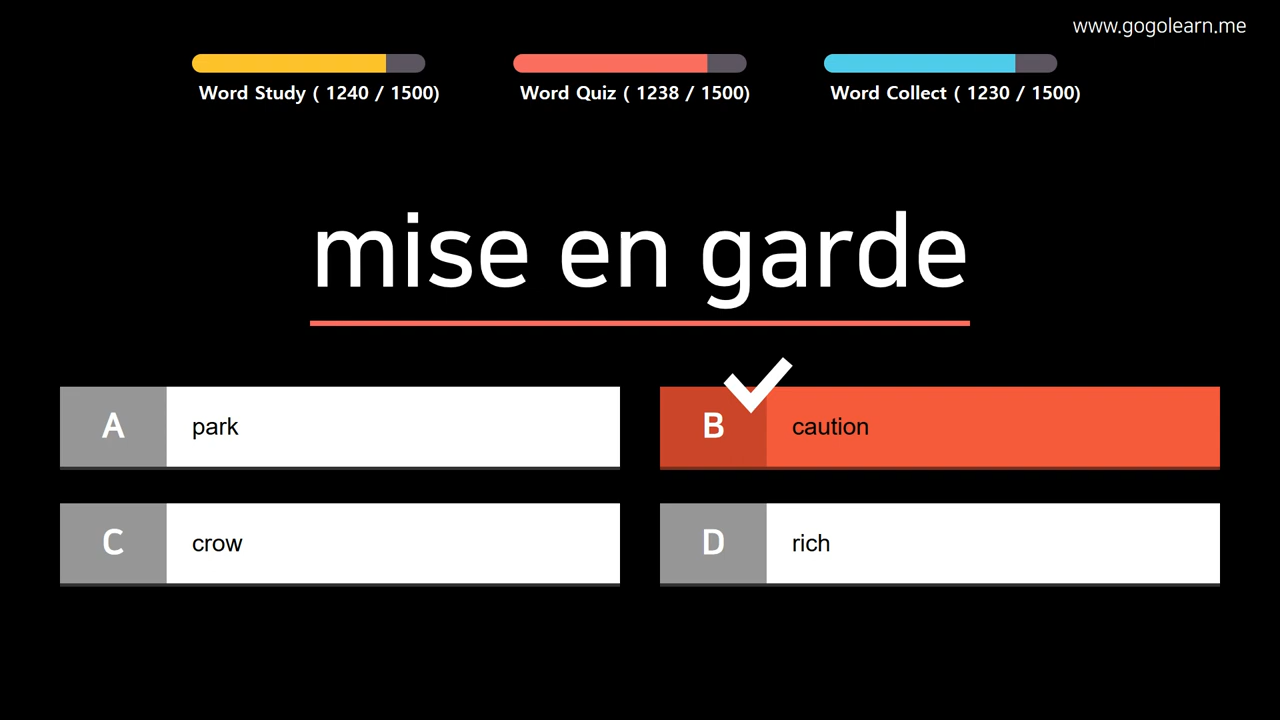 www.gogolearn.me
Word Study ( 1240 / 1500)
Word Quiz ( 1238 / 1500)
Word Collect ( 1230 / 1500)
mise en garde
A park
B caution
C crow
D rich